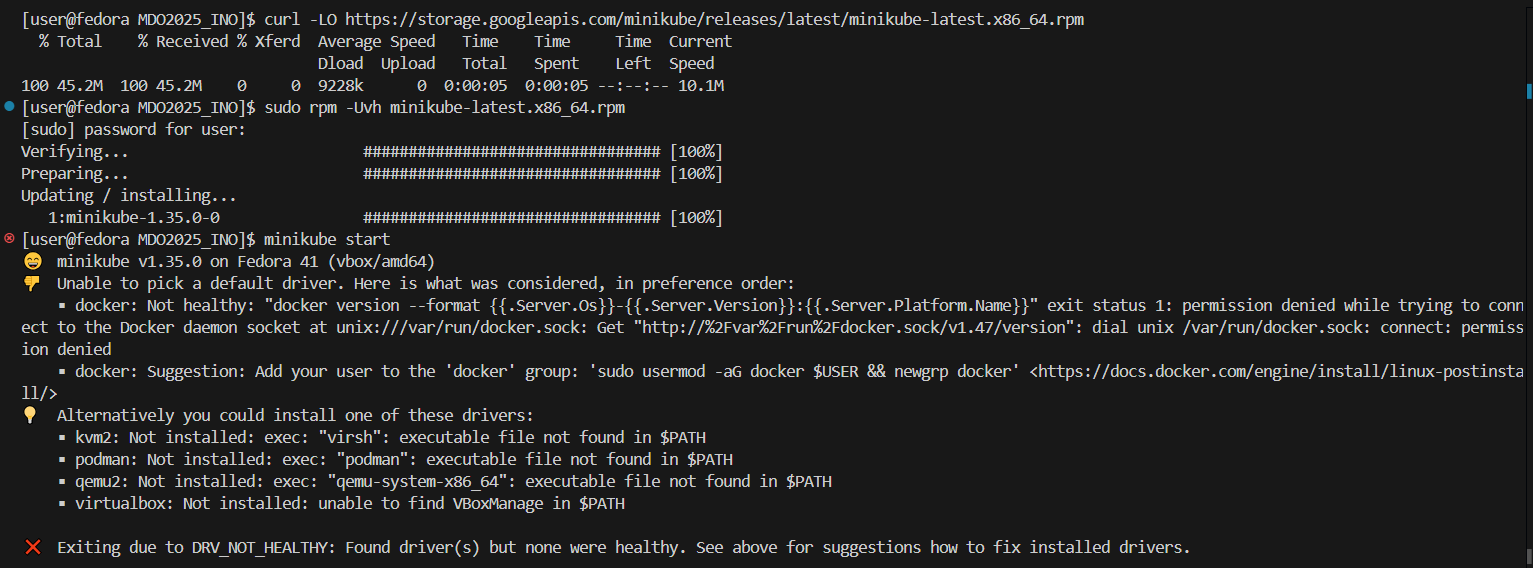 [user@fedora MDO2025_INO]$ curl -LO https://storage.googleapis.com/minikube/releases/latest/minikube-latest.x86_64.rpm
  % Total    % Received % Xferd  Average Speed   Time    Time     Time  Current
                                 Dload  Upload   Total   Spent    Left  Speed
100 45.2M  100 45.2M    0     0  9228k      0  0:00:05  0:00:05 --:--:-- 10.1M
[user@fedora MDO2025_INO]$ sudo rpm -Uvh minikube-latest.x86_64.rpm
[sudo] password for user:
Verifying...                          ################################# [100%]
Preparing...                          ################################# [100%]
Updating / installing...
   1:minikube-1.35.0-0                ################################# [100%]
[user@fedora MDO2025_INO]$ minikube start
😄  minikube v1.35.0 on Fedora 41 (vbox/amd64)
👎  Unable to pick a default driver. Here is what was considered, in preference order:
    ▪ docker: Not healthy: "docker version --format {{.Server.Os}}-{{.Server.Version}}:{{.Server.Platform.Name}}" exit status 1: permission denied while trying to conn
ect to the Docker daemon socket at unix:///var/run/docker.sock: Get "http://%2Fvar%2Frun%2Fdocker.sock/v1.47/version": dial unix /var/run/docker.sock: connect: permiss
ion denied
    ▪ docker: Suggestion: Add your user to the 'docker' group: 'sudo usermod -aG docker $USER && newgrp docker' <https://docs.docker.com/engine/install/linux-postinsta
ll/>
💡  Alternatively you could install one of these drivers:
    ▪ kvm2: Not installed: exec: "virsh": executable file not found in $PATH
    ▪ podman: Not installed: exec: "podman": executable file not found in $PATH
    ▪ qemu2: Not installed: exec: "qemu-system-x86_64": executable file not found in $PATH
    ▪ virtualbox: Not installed: unable to find VBoxManage in $PATH
❌  Exiting due to DRV_NOT_HEALTHY: Found driver(s) but none were healthy. See above for suggestions how to fix installed drivers.